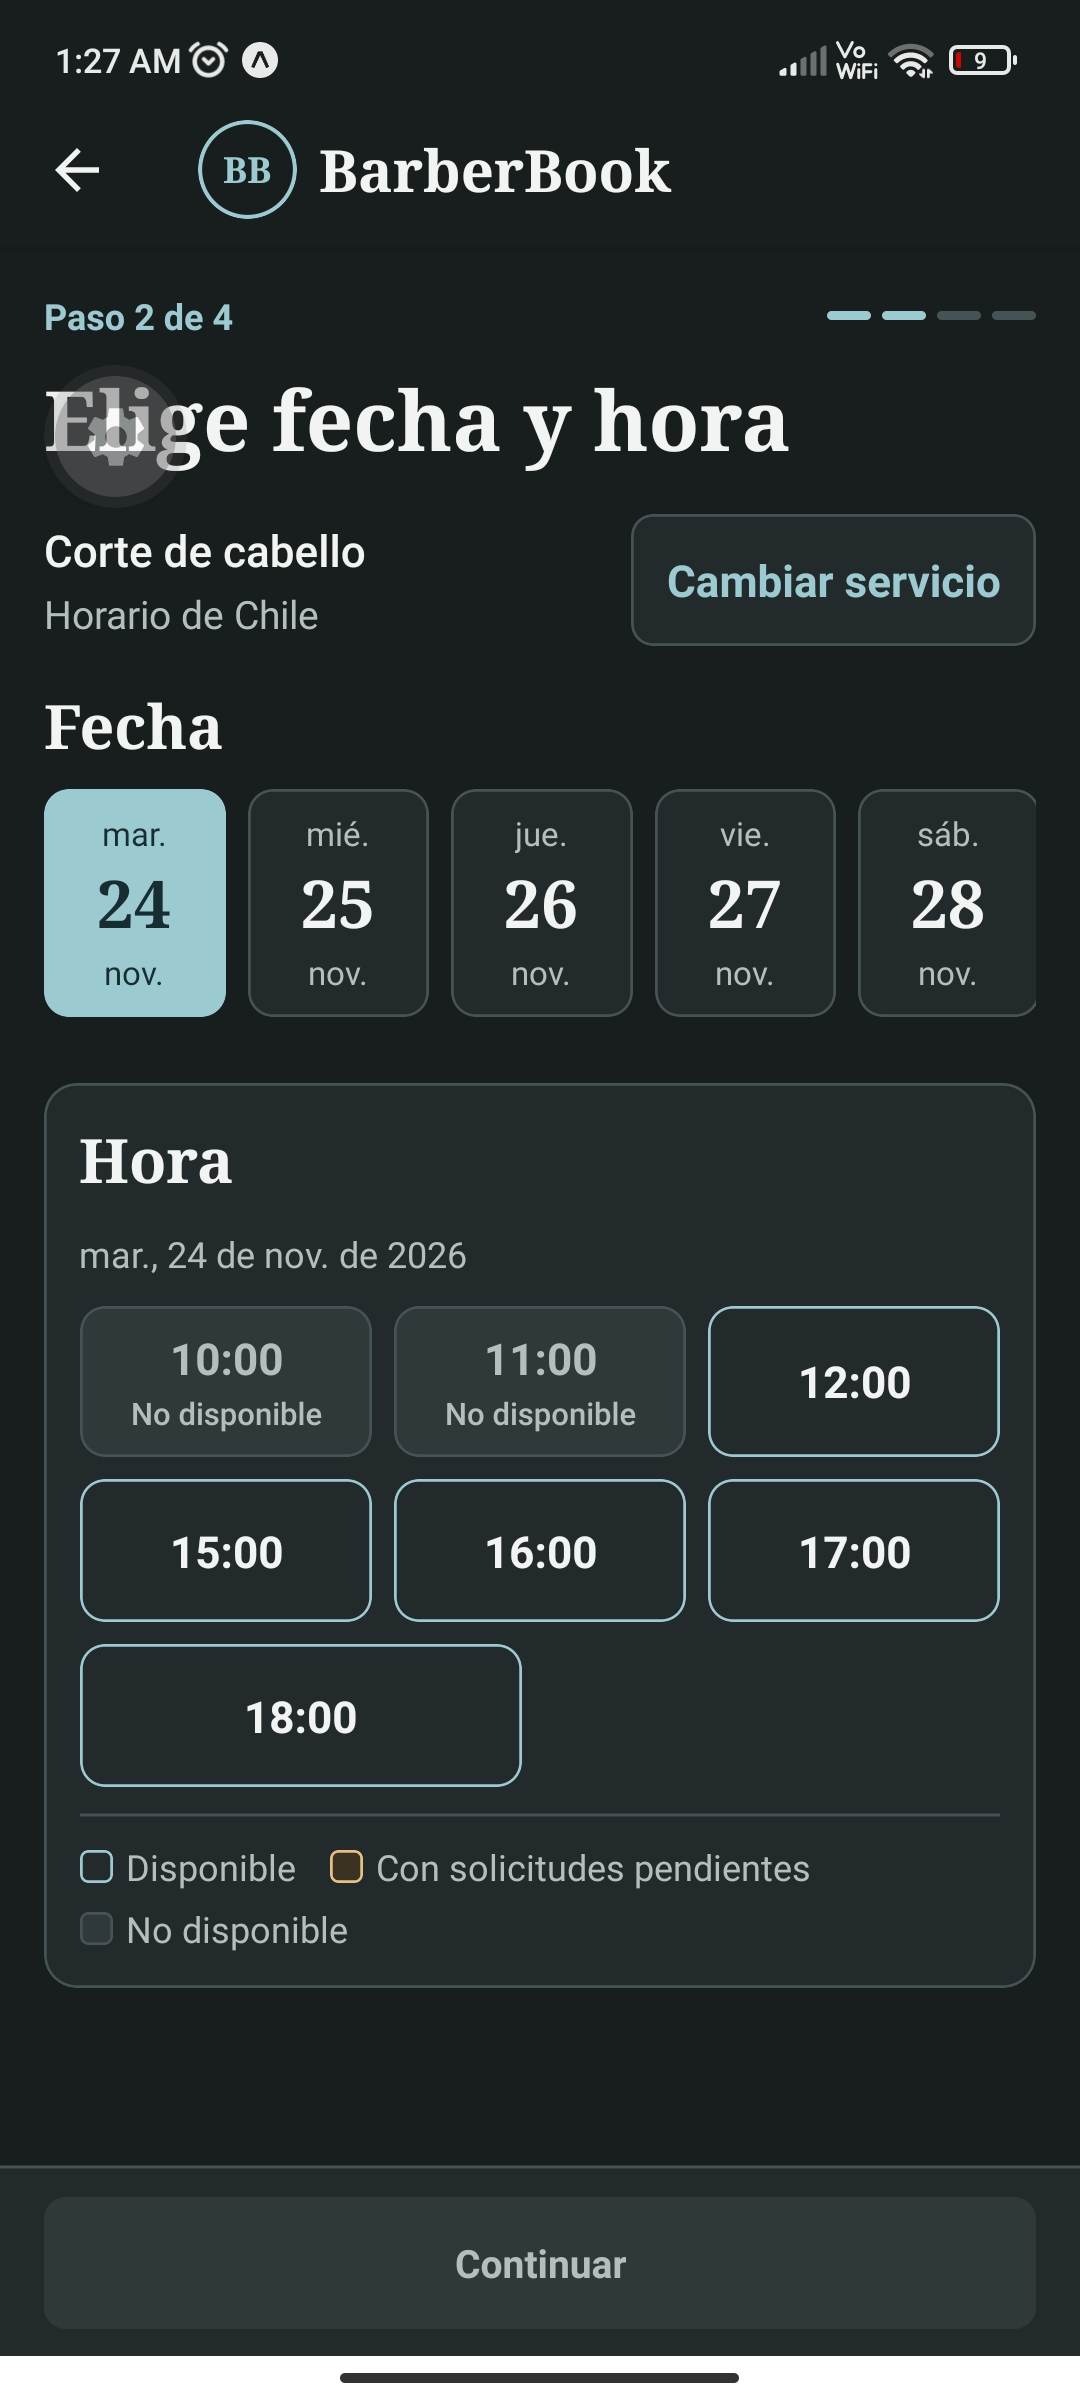 1:27 AM
Vo WiFi
9
BB BarberBook
Paso 2 de 4
Elige fecha y hora
Corte de cabello
Horario de Chile
Cambiar servicio
Fecha
mar. 24 nov.
mié. 25 nov.
jue. 26 nov.
vie. 27 nov.
sáb. 28 nov.
Hora
mar., 24 de nov. de 2026
10:00 No disponible
11:00 No disponible
12:00
15:00
16:00
17:00
18:00
Disponible
Con solicitudes pendientes
No disponible
Continuar